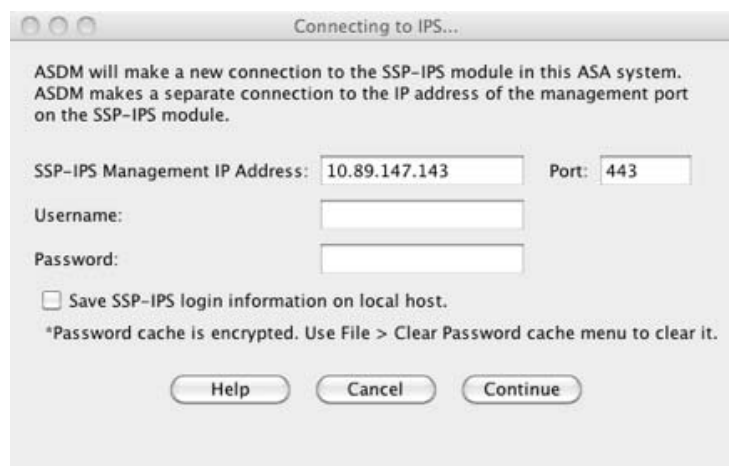 Connecting to IPS...
ASDM will make a new connection to the SSP-IPS module in this ASA system.
ASDM makes a separate connection to the IP address of the management port
on the SSP-IPS module.
SSP-IPS Management IP Address: 10.89.147.143 Port: 443
Username:
Password:
Save SSP-IPS login information on local host.
*Password cache is encrypted. Use File > Clear Password cache menu to clear it.
Help Cancel Continue